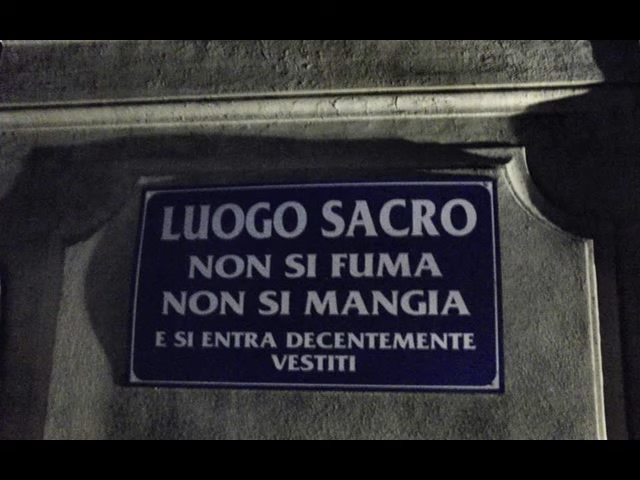 LUOGO SACRO
NON SI FUMA
NON SI MANGIA
E SI ENTRA DECENTEMENTE
VESTITI